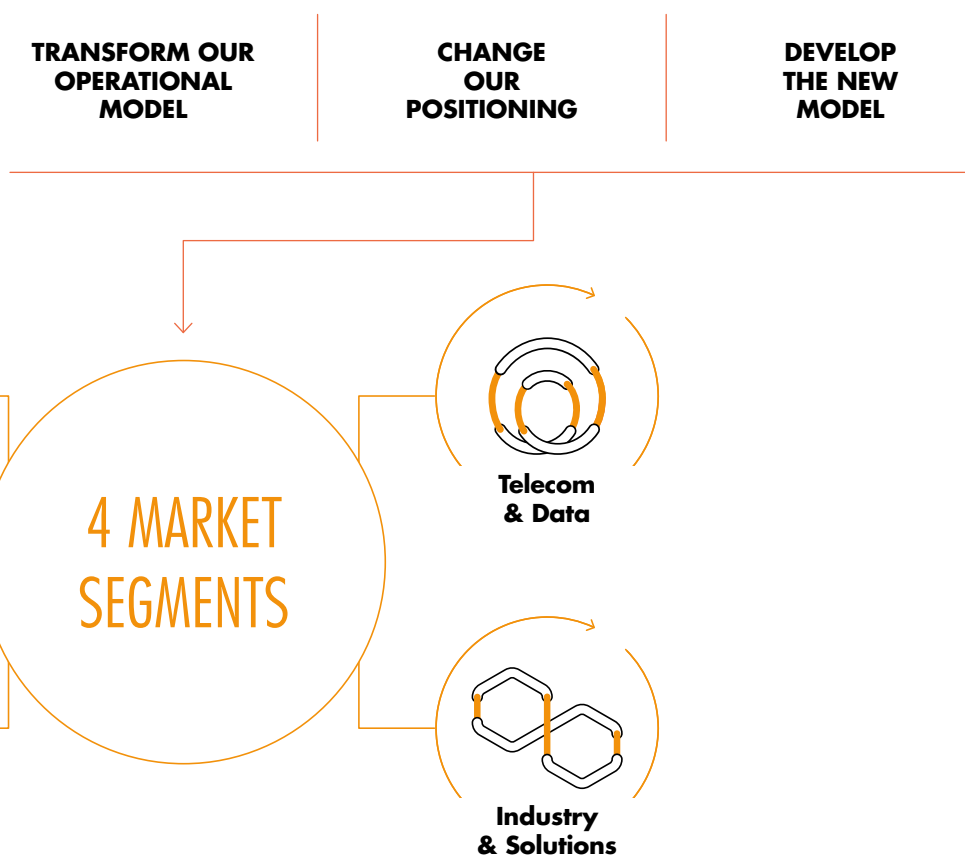 TRANSFORM OUR
OPERATIONAL
MODEL
CHANGE
OUR
POSITIONING
DEVELOP
THE NEW
MODEL
4 MARKET
SEGMENTS
Telecom
& Data
Industry
& Solutions